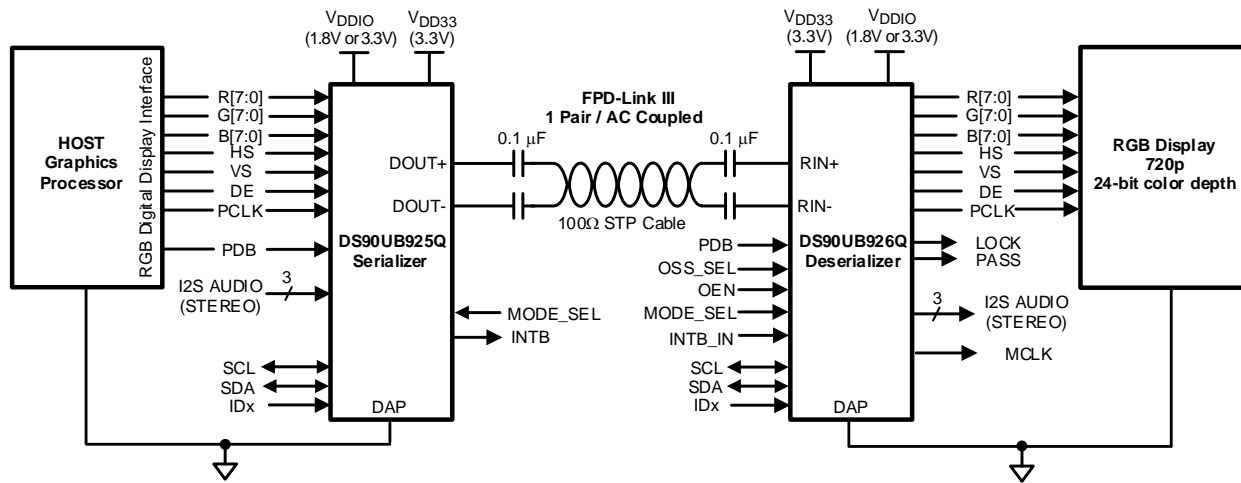 VDDIO
(1.8V or 3.3V)
VDD33
(3.3V)
VDD33
(3.3V)
VDDIO
(1.8V or 3.3V)
HOST
Graphics
Processor
RGB Digital Display Interface
R[7:0]
G[7:0]
B[7:0]
HS
VS
DE
PCLK
PDB
3
I2S AUDIO
(STEREO)
SCL
SDA
IDx
DOUT+
DOUT-
DS90UB925Q
Serializer
DAP
MODE_SEL
INTB
FPD-Link III
1 Pair / AC Coupled
0.1 μF
0.1 μF
100Ω STP Cable
PDB
OSS_SEL
OEN
MODE_SEL
INTB_IN
SCL
SDA
IDx
RIN+
RIN-
DS90UB926Q
Deserializer
DAP
R[7:0]
G[7:0]
B[7:0]
HS
VS
DE
PCLK
LOCK
PASS
3
I2S AUDIO
(STEREO)
MCLK
RGB Display
720p
24-bit color depth